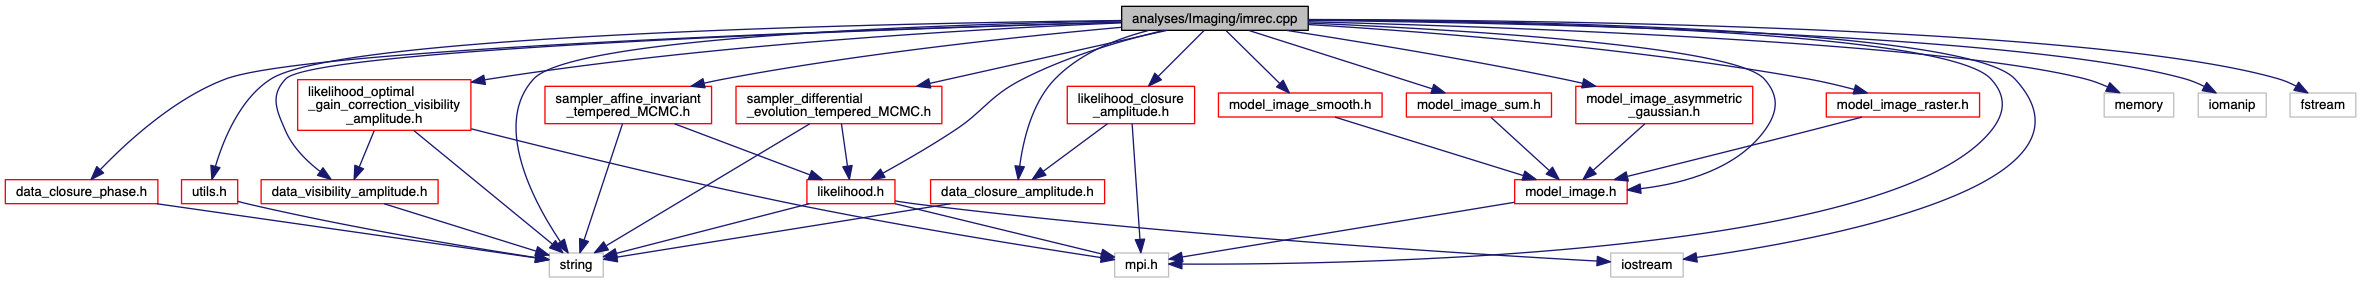 analyses/Imaging/imrec.cpp
likelihood_optimal
_gain_correction_visibility
_amplitude.h
sampler_affine_invariant
_tempered_MCMC.h
sampler_differential
_evolution_tempered_MCMC.h
likelihood_closure
_amplitude.h
model_image_smooth.h
model_image_sum.h
model_image_asymmetric
_gaussian.h
model_image_raster.h
memory
iomanip
fstream
data_closure_phase.h
utils.h
data_visibility_amplitude.h
likelihood.h
data_closure_amplitude.h
model_image.h
string
mpi.h
iostream